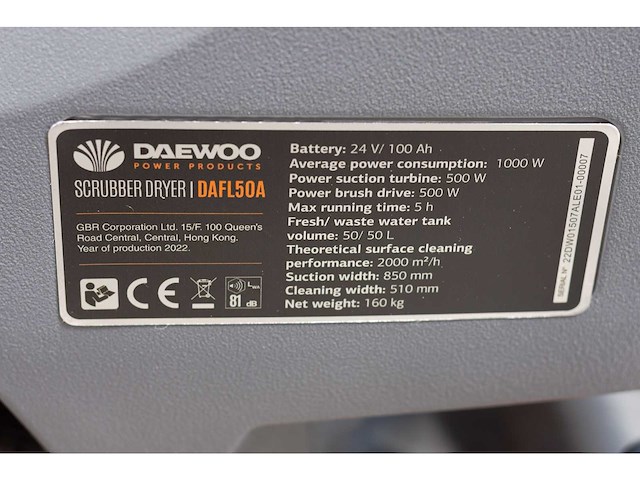 DAEWOO
POWER PRODUCTS
SCRUBBER DRYER | DAFL50A
GBR Corporation Ltd. 15/F. 100 Queen's
Road Central, Central, Hong Kong.
Year of production 2022.
CE
LWA
81 dB
Battery: 24 V/ 100 Ah
Average power consumption: 1000 W
Power suction turbine: 500 W
Power brush drive: 500 W
Max running time: 5 h
Fresh/ waste water tank
volume: 50/ 50 L
Theoretical surface cleaning
performance: 2000 m²/h
Suction width: 850 mm
Cleaning width: 510 mm
Net weight: 160 kg
SERIAL N° 22DW01507ALE01-00007